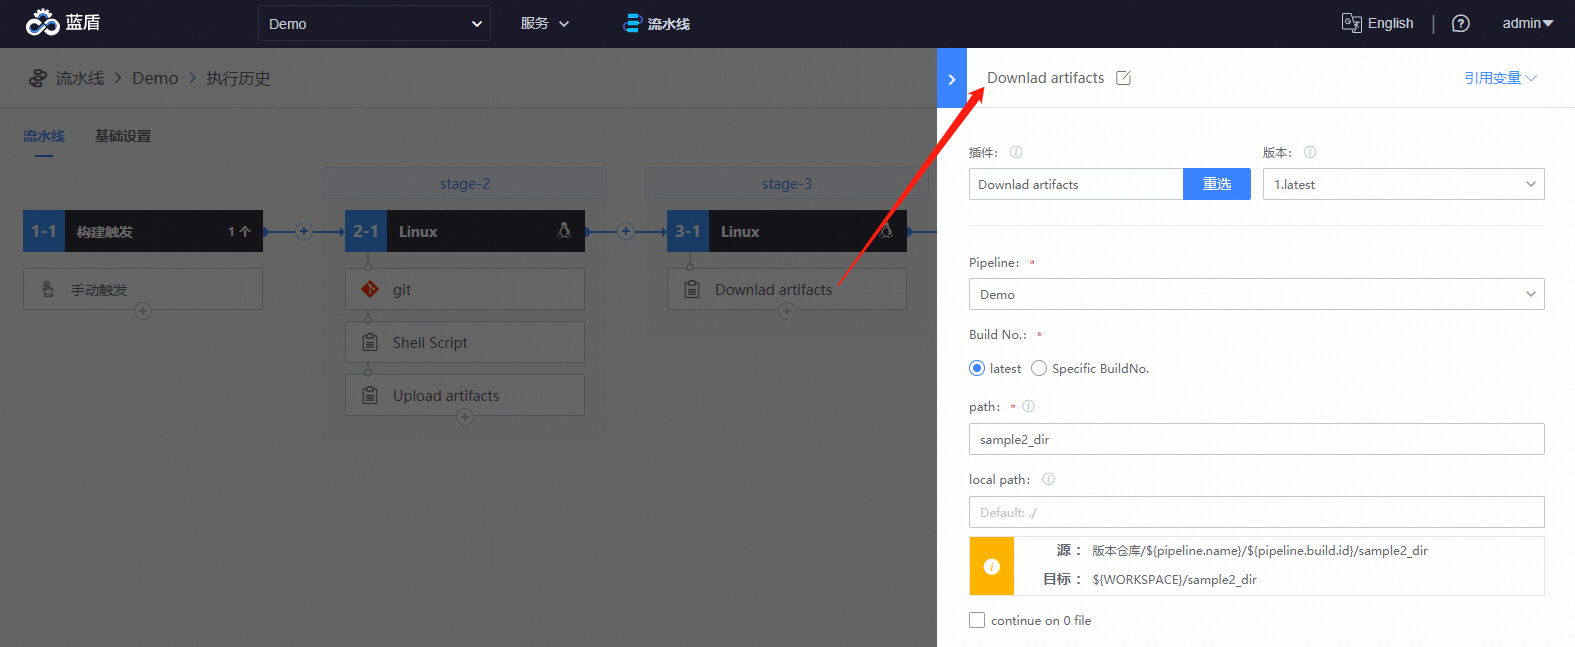 蓝盾
Demo
服务
流水线
English
admin
流水线 > Demo > 执行历史
Downlad artifacts
引用变量
流水线
基础设置
插件:
版本:
Downlad artifacts
重选
1.latest
stage-2
stage-3
1-1 构建触发 1 个
2-1 Linux
3-1 Linux
手动触发
git
Shell Script
Upload artifacts
Downlad artifacts
Pipeline: *
Demo
Build No.: *
latest
Specific BuildNo.
path: *
sample2_dir
local path:
Default: ./
源: 版本仓库/${pipeline.name}/${pipeline.build.id}/sample2_dir
目标: ${WORKSPACE}/sample2_dir
continue on 0 file